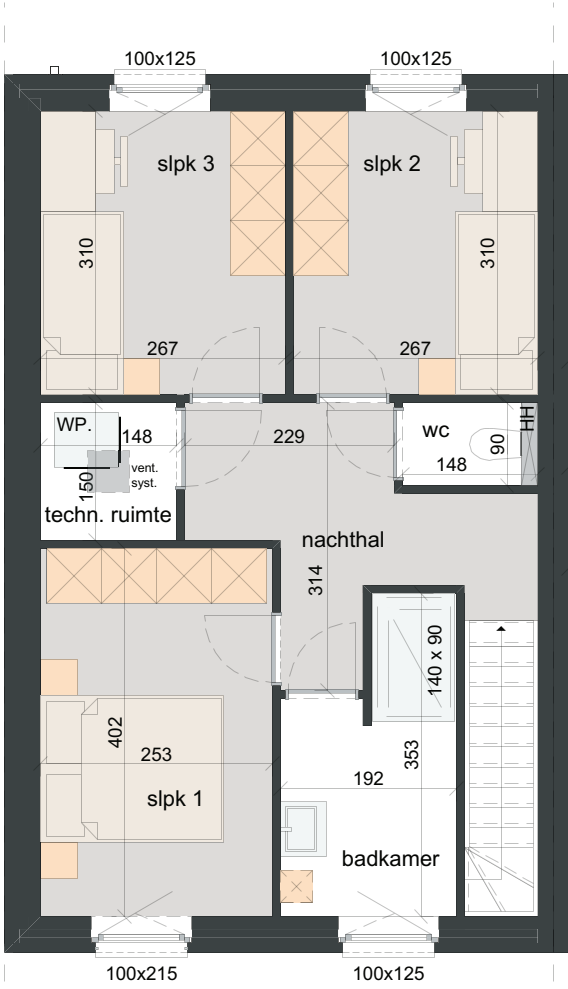 100x125
100x125
slpk 3
slpk 2
310
310
267
267
WP.
148
229
wc
90
HH
148
vent.
syst.
150
techn. ruimte
nachthal
314
140 x 90
402
253
353
192
slpk 1
badkamer
100x215
100x125